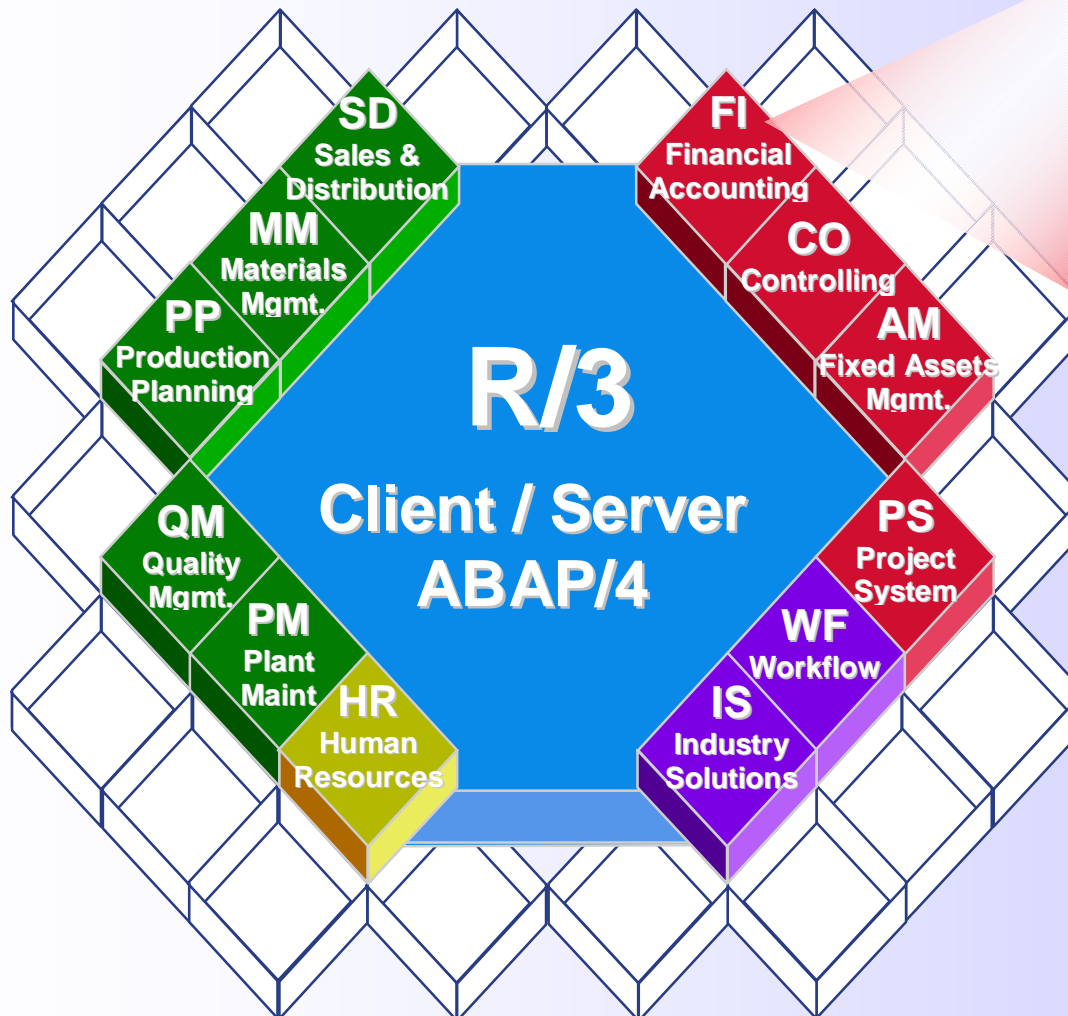 SD
Sales &
Distribution
MM
Materials
Mgmt.
PP
Production
Planning
QM
Quality
Mgmt.
PM
Plant
Maint
HR
Human
Resources
R/3
Client / Server
ABAP/4
FI
Financial
Accounting
CO
Controlling
AM
Fixed Assets
Mgmt.
PS
Project
System
WF
Workflow
IS
Industry
Solutions